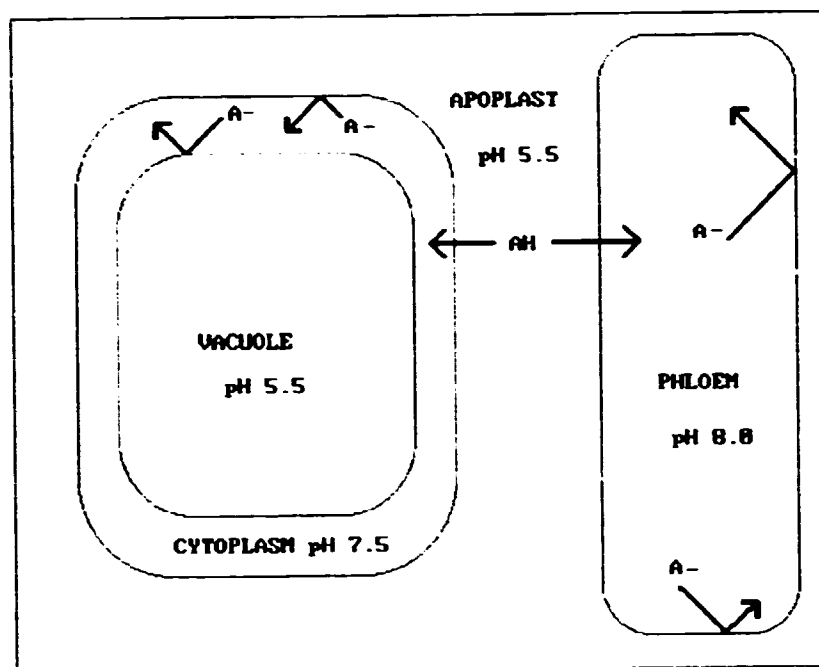 A-
A-
APOPLAST
pH 5.5
A-
AH
VACUOLE
pH 5.5
PHLOEM
pH 8.0
CYTOPLASM pH 7.5
A-